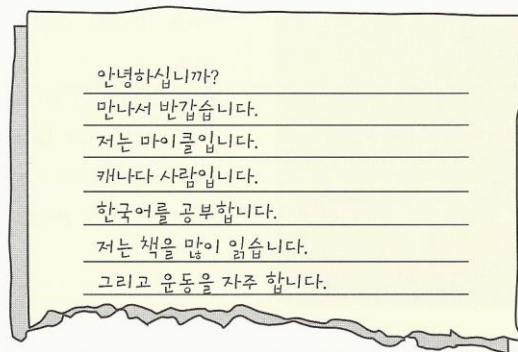 안녕하십니까?
만나서 반갑습니다.
저는 마이클입니다.
캐나다 사람입니다.
한국어를 공부합니다.
저는 책을 많이 읽습니다.
그리고 운동을 자주 합니다.